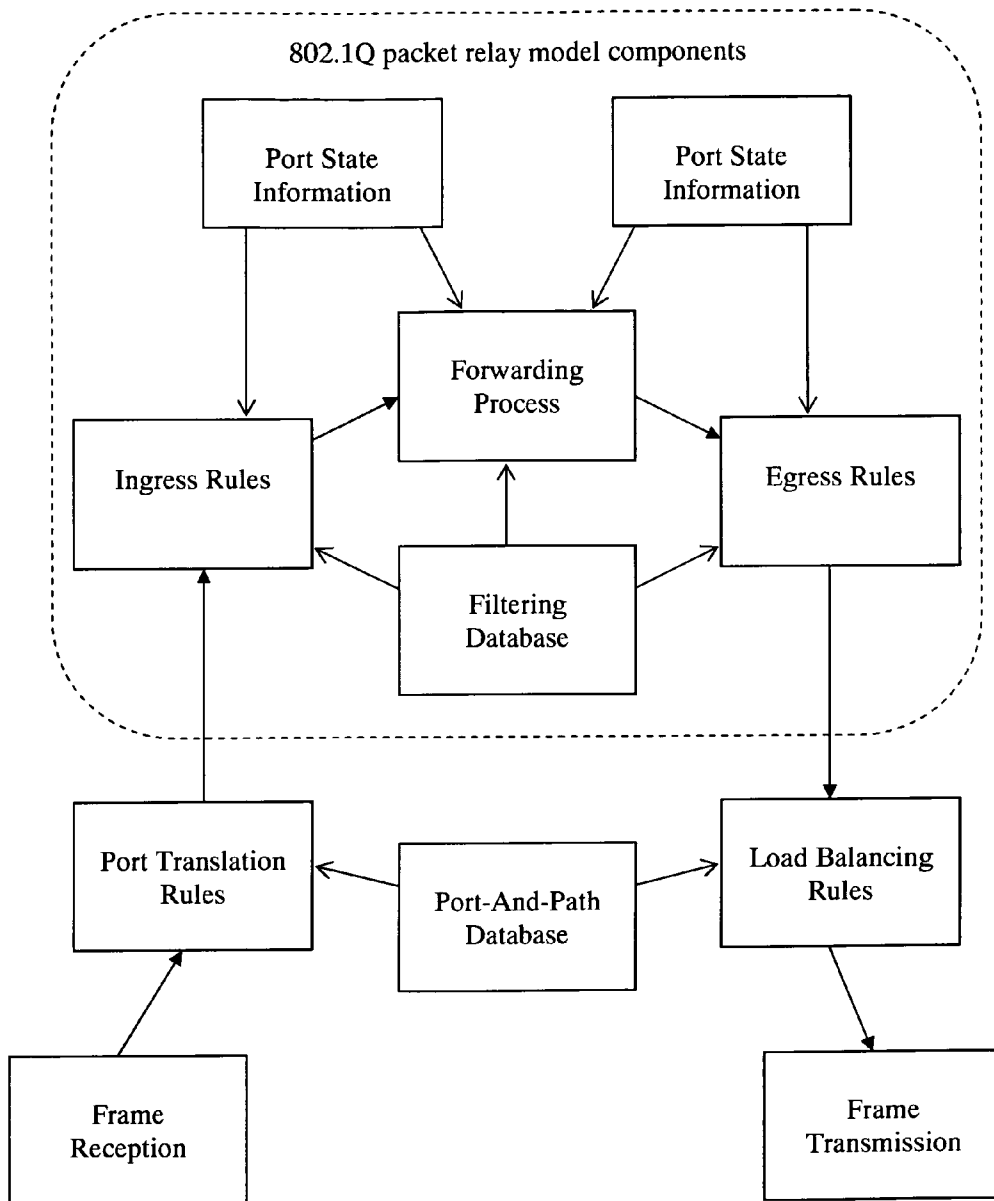 802.1Q packet relay model components
Port State
Information
Port State
Information
Forwarding
Process
Ingress Rules
Egress Rules
Filtering
Database
Port Translation
Rules
Port-And-Path
Database
Load Balancing
Rules
Frame
Reception
Frame
Transmission